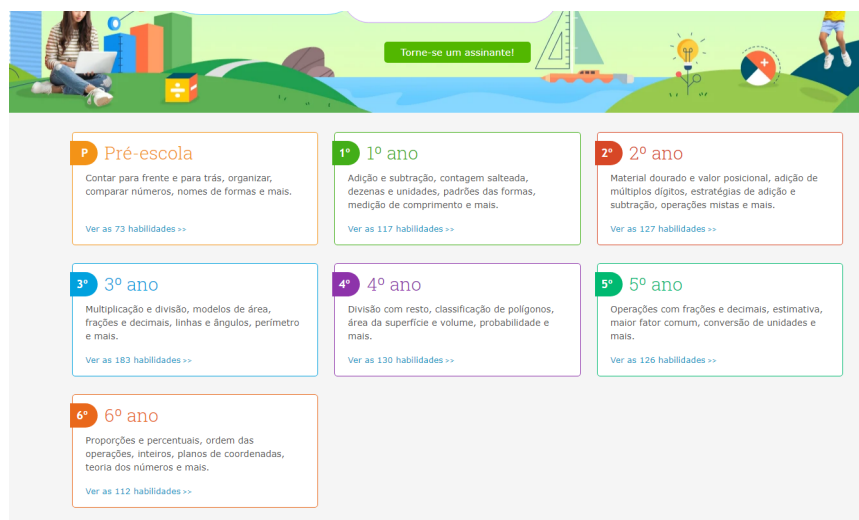 Torne-se um assinante!
P Pré-escola
Contar para frente e para trás, organizar,
comparar números, nomes de formas e mais.
Ver as 73 habilidades >>
1º 1º ano
Adição e subtração, contagem salteada,
dezenas e unidades, padrões das formas,
medição de comprimento e mais.
Ver as 117 habilidades >>
2º 2º ano
Material dourado e valor posicional, adição de
múltiplos dígitos, estratégias de adição e
subtração, operações mistas e mais.
Ver as 127 habilidades >>
3º 3º ano
Multiplicação e divisão, modelos de área,
frações e decimais, linhas e ângulos, perímetro
e mais.
Ver as 183 habilidades >>
4º 4º ano
Divisão com resto, classificação de polígonos,
área da superfície e volume, probabilidade e
mais.
Ver as 130 habilidades >>
5º 5º ano
Operações com frações e decimais, estimativa,
maior fator comum, conversão de unidades e
mais.
Ver as 126 habilidades >>
6º 6º ano
Proporções e percentuais, ordem das
operações, inteiros, planos de coordenadas,
teoria dos números e mais.
Ver as 112 habilidades >>